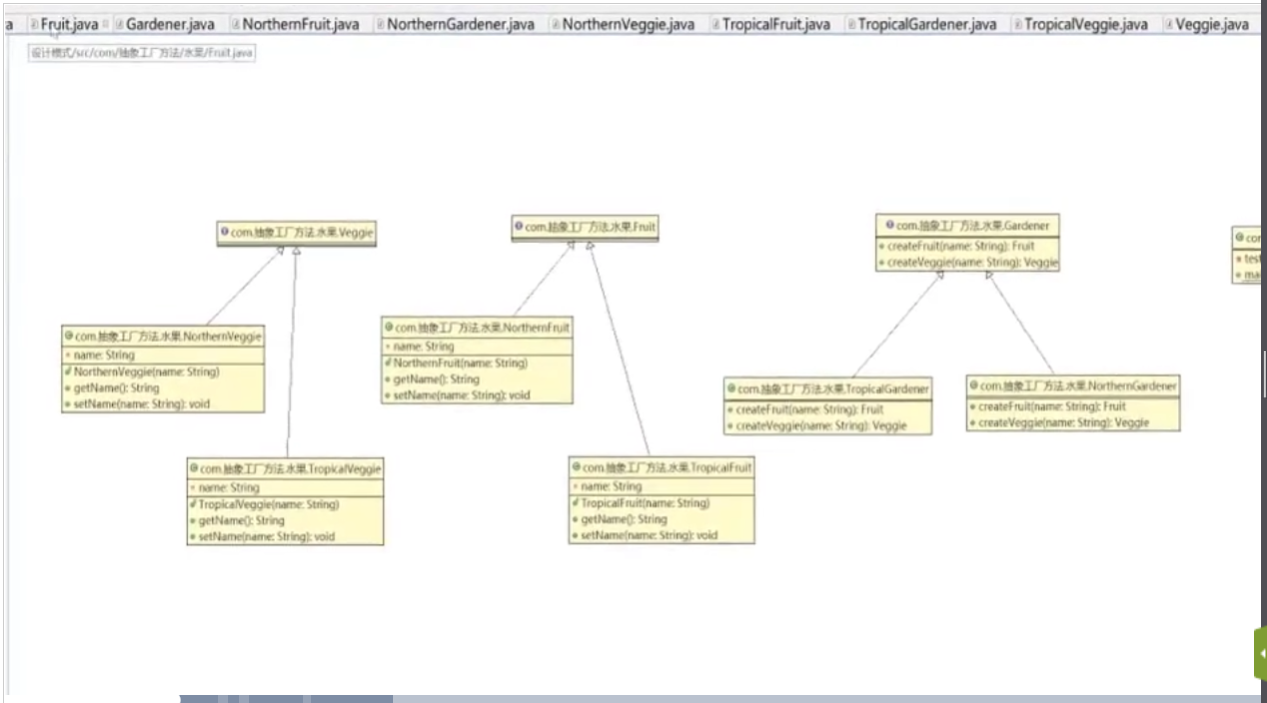 a Fruit.java Gardener.java NorthernFruit.java NorthernGardener.java NorthernVeggie.java TropicalFruit.java TropicalGardener.java TropicalVeggie.java Veggie.java
设计模式/src/com/抽象工厂方法/水果/Fruit.java
com.抽象工厂方法.水果.Veggie
com.抽象工厂方法.水果.Fruit
com.抽象工厂方法.水果.Gardener
createFruit(name: String): Fruit
createVeggie(name: String): Veggie
com.抽象工厂方法.水果.NorthernVeggie
name: String
NorthernVeggie(name: String)
getName(): String
setName(name: String): void
com.抽象工厂方法.水果.NorthernFruit
name: String
NorthernFruit(name: String)
getName(): String
setName(name: String): void
com.抽象工厂方法.水果.TropicalGardener
createFruit(name: String): Fruit
createVeggie(name: String): Veggie
com.抽象工厂方法.水果.NorthernGardener
createFruit(name: String): Fruit
createVeggie(name: String): Veggie
com.抽象工厂方法.水果.TropicalVeggie
name: String
TropicalVeggie(name: String)
getName(): String
setName(name: String): void
com.抽象工厂方法.水果.TropicalFruit
name: String
TropicalFruit(name: String)
getName(): String
setName(name: String): void